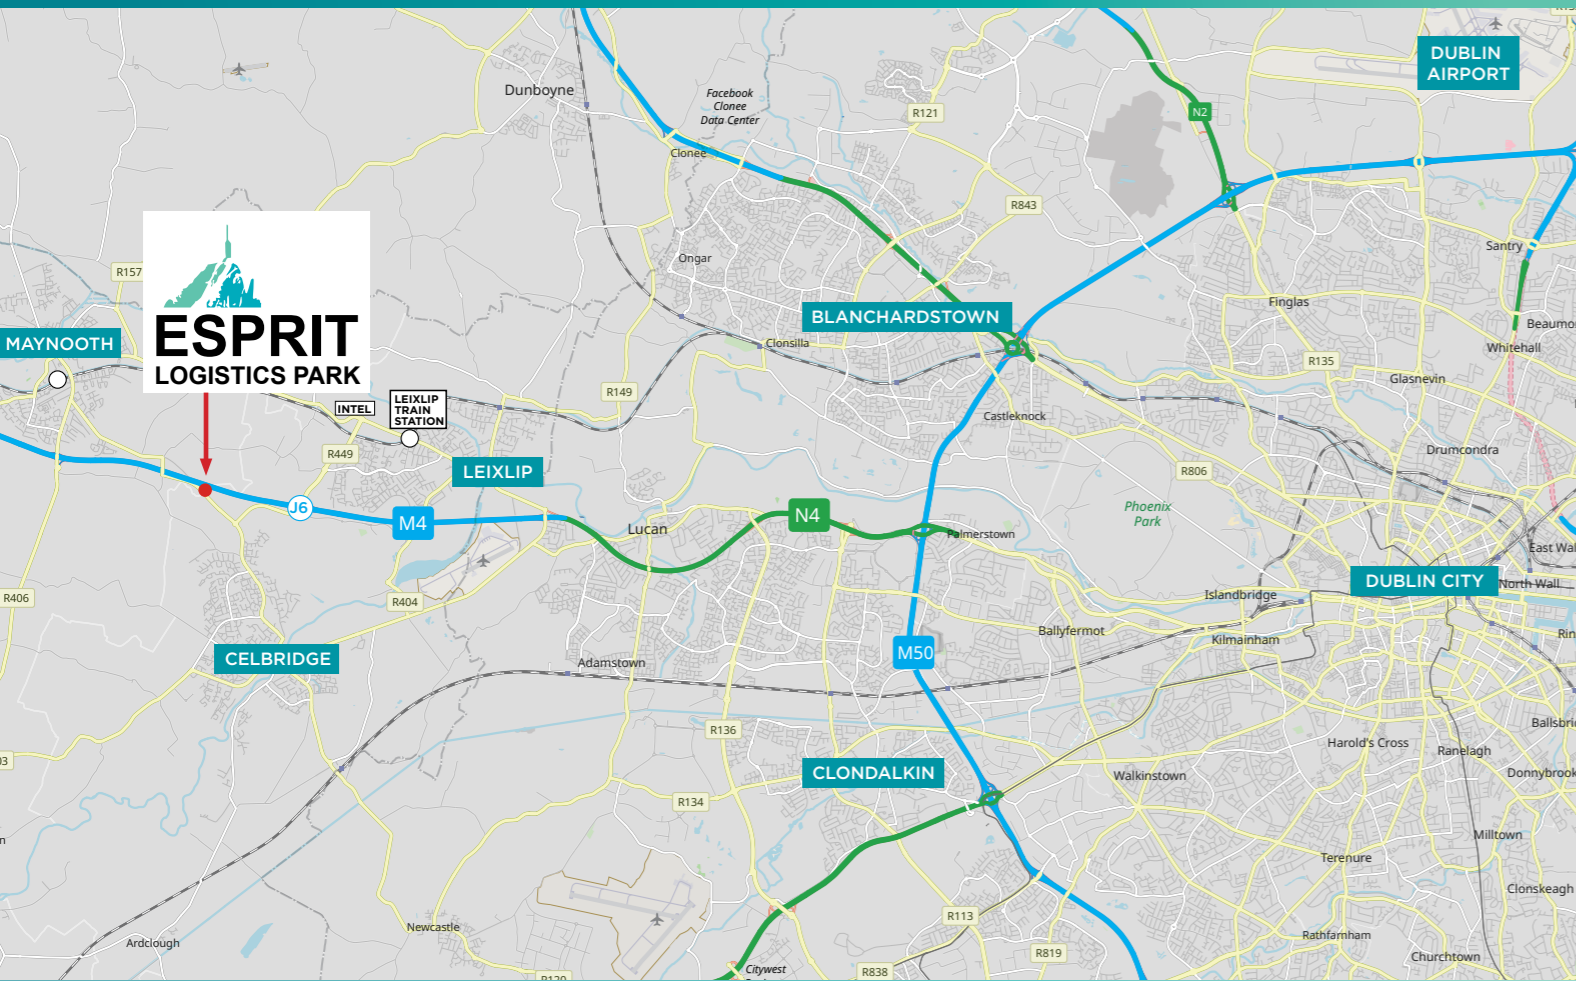 DUBLIN
AIRPORT
Dunboyne
Facebook
Clonee
Data Center
R121
N2
Clonee
R843
Santry
Ongar
R157
ESPRIT
LOGISTICS PARK
MAYNOOTH
BLANCHARDSTOWN
Finglas
Whitehall
Clonsilla
R135
Glasnevin
R149
INTEL
LEIXLIP
TRAIN
STATION
Castleknock
Drumcondra
R449
LEIXLIP
R806
J6
M4
Lucan
N4
Phoenix
Park
Palmerstown
DUBLIN CITY
North Wall
R406
R404
Islandbridge
Ballyfermot
Kilmainham
CELBRIDGE
Adamstown
M50
R136
Harold's Cross
Ranelagh
CLONDALKIN
Walkinstown
Donnybrook
R134
Milltown
Terenure
Clonskeagh
Newcastle
R113
Ardclough
Rathfarnham
R819
Churchtown
Citywest
R838